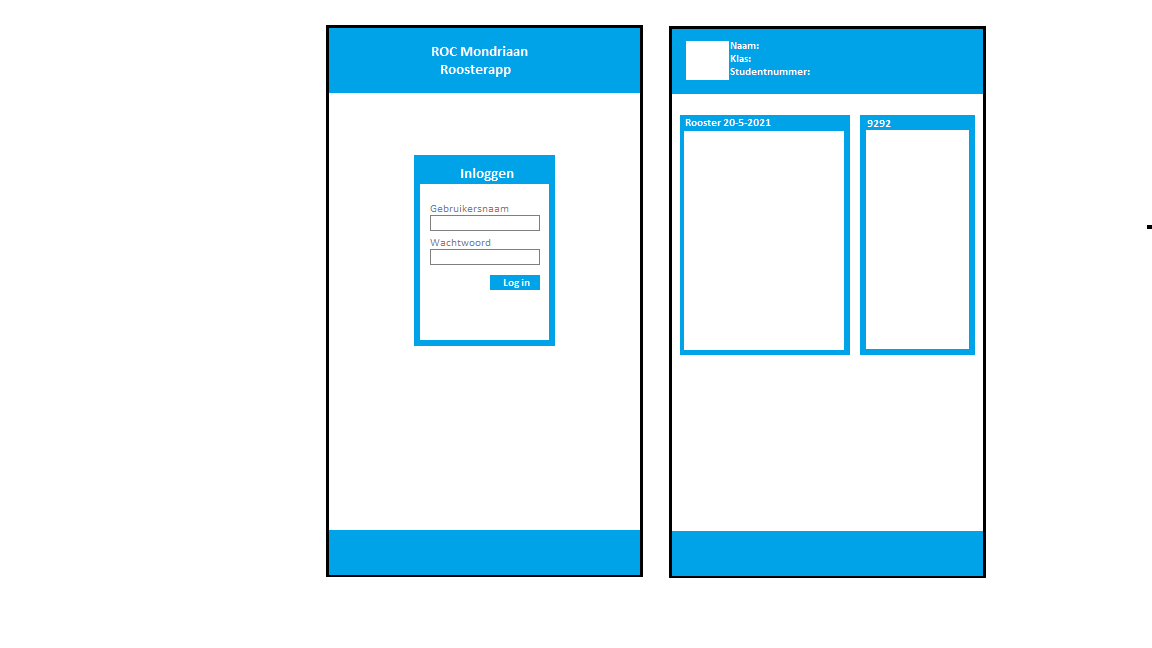 ROC Mondriaan
Roosterapp
Inloggen
Gebruikersnaam
Wachtwoord
Log in
Naam:
Klas:
Studentnummer:
Rooster 20-5-2021
9292